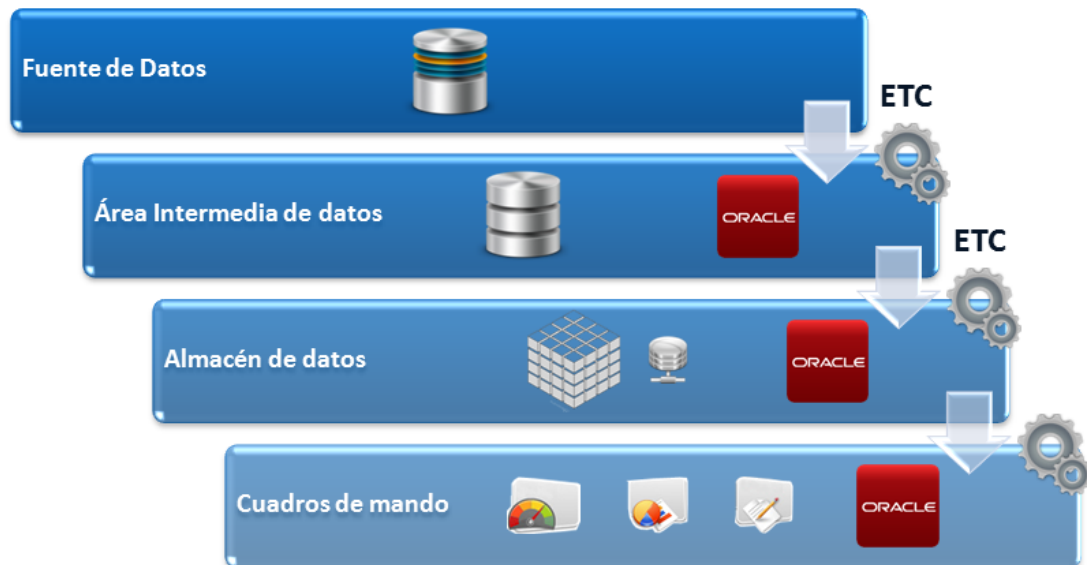 Fuente de Datos
ETC
Área Intermedia de datos
ORACLE
ETC
Almacén de datos
ORACLE
Cuadros de mando
ORACLE